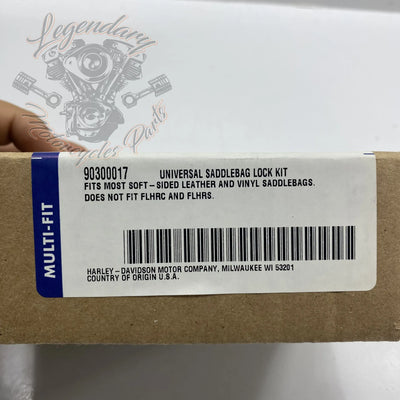 Legendary
Motorcycles Parts
MULTI-FIT
90300017 UNIVERSAL SADDLEBAG LOCK KIT
FITS MOST SOFT-SIDED LEATHER AND VINYL SADDLEBAGS.
DOES NOT FIT FLHRC AND FLHRS.
HARLEY-DAVIDSON MOTOR COMPANY, MILWAUKEE WI 53201
COUNTRY OF ORIGIN U.S.A.